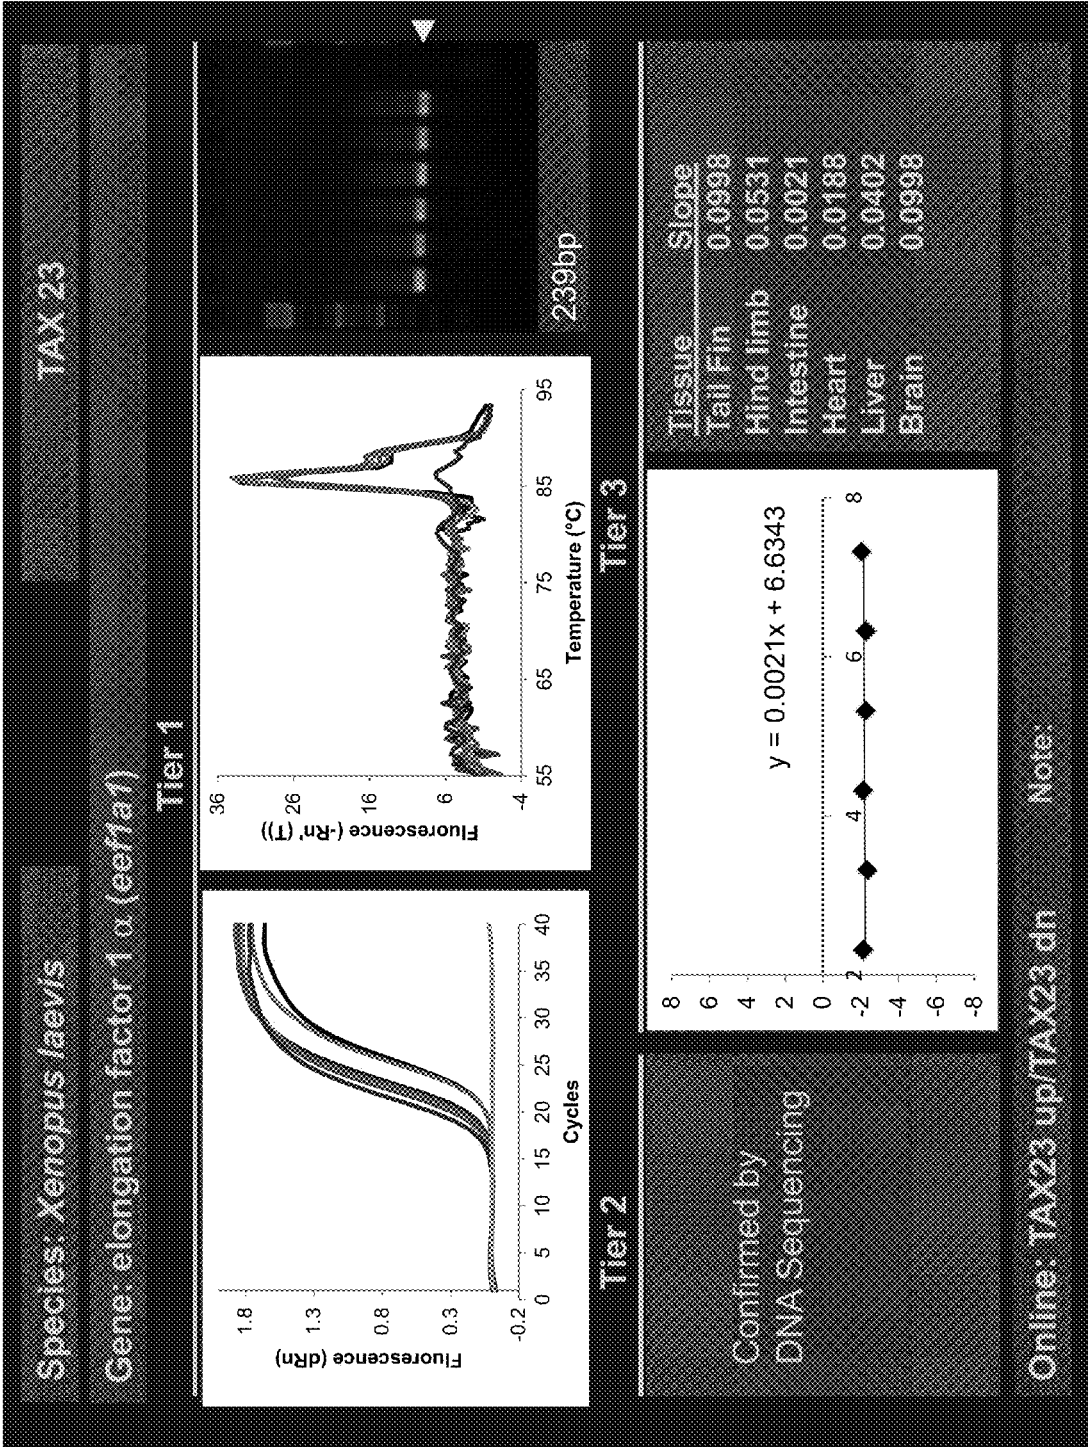 Species: Xenopus laevis
TAX 23
Gene: elongation factor 1 α (eef1a1)
Tier 1
Fluorescence (dRn)
1.8
1.3
0.8
0.3
-0.2
0 5 10 15 20 25 30 35 40
Cycles
Fluorescence (-Rn' (T))
36
26
16
6
-4
55 65 75 85 95
Temperature (°C)
239bp
Tier 2
Confirmed by
DNA Sequencing
Tier 3
8
6
4
2
0
-2
-4
-6
-8
2 4 6 8
y = 0.0021x + 6.6343
Tissue Slope
Tail Fin 0.0998
Hind limb 0.0531
Intestine 0.0021
Heart 0.0188
Liver 0.0402
Brain 0.0998
Online: TAX23 up/TAX23 dn Note: